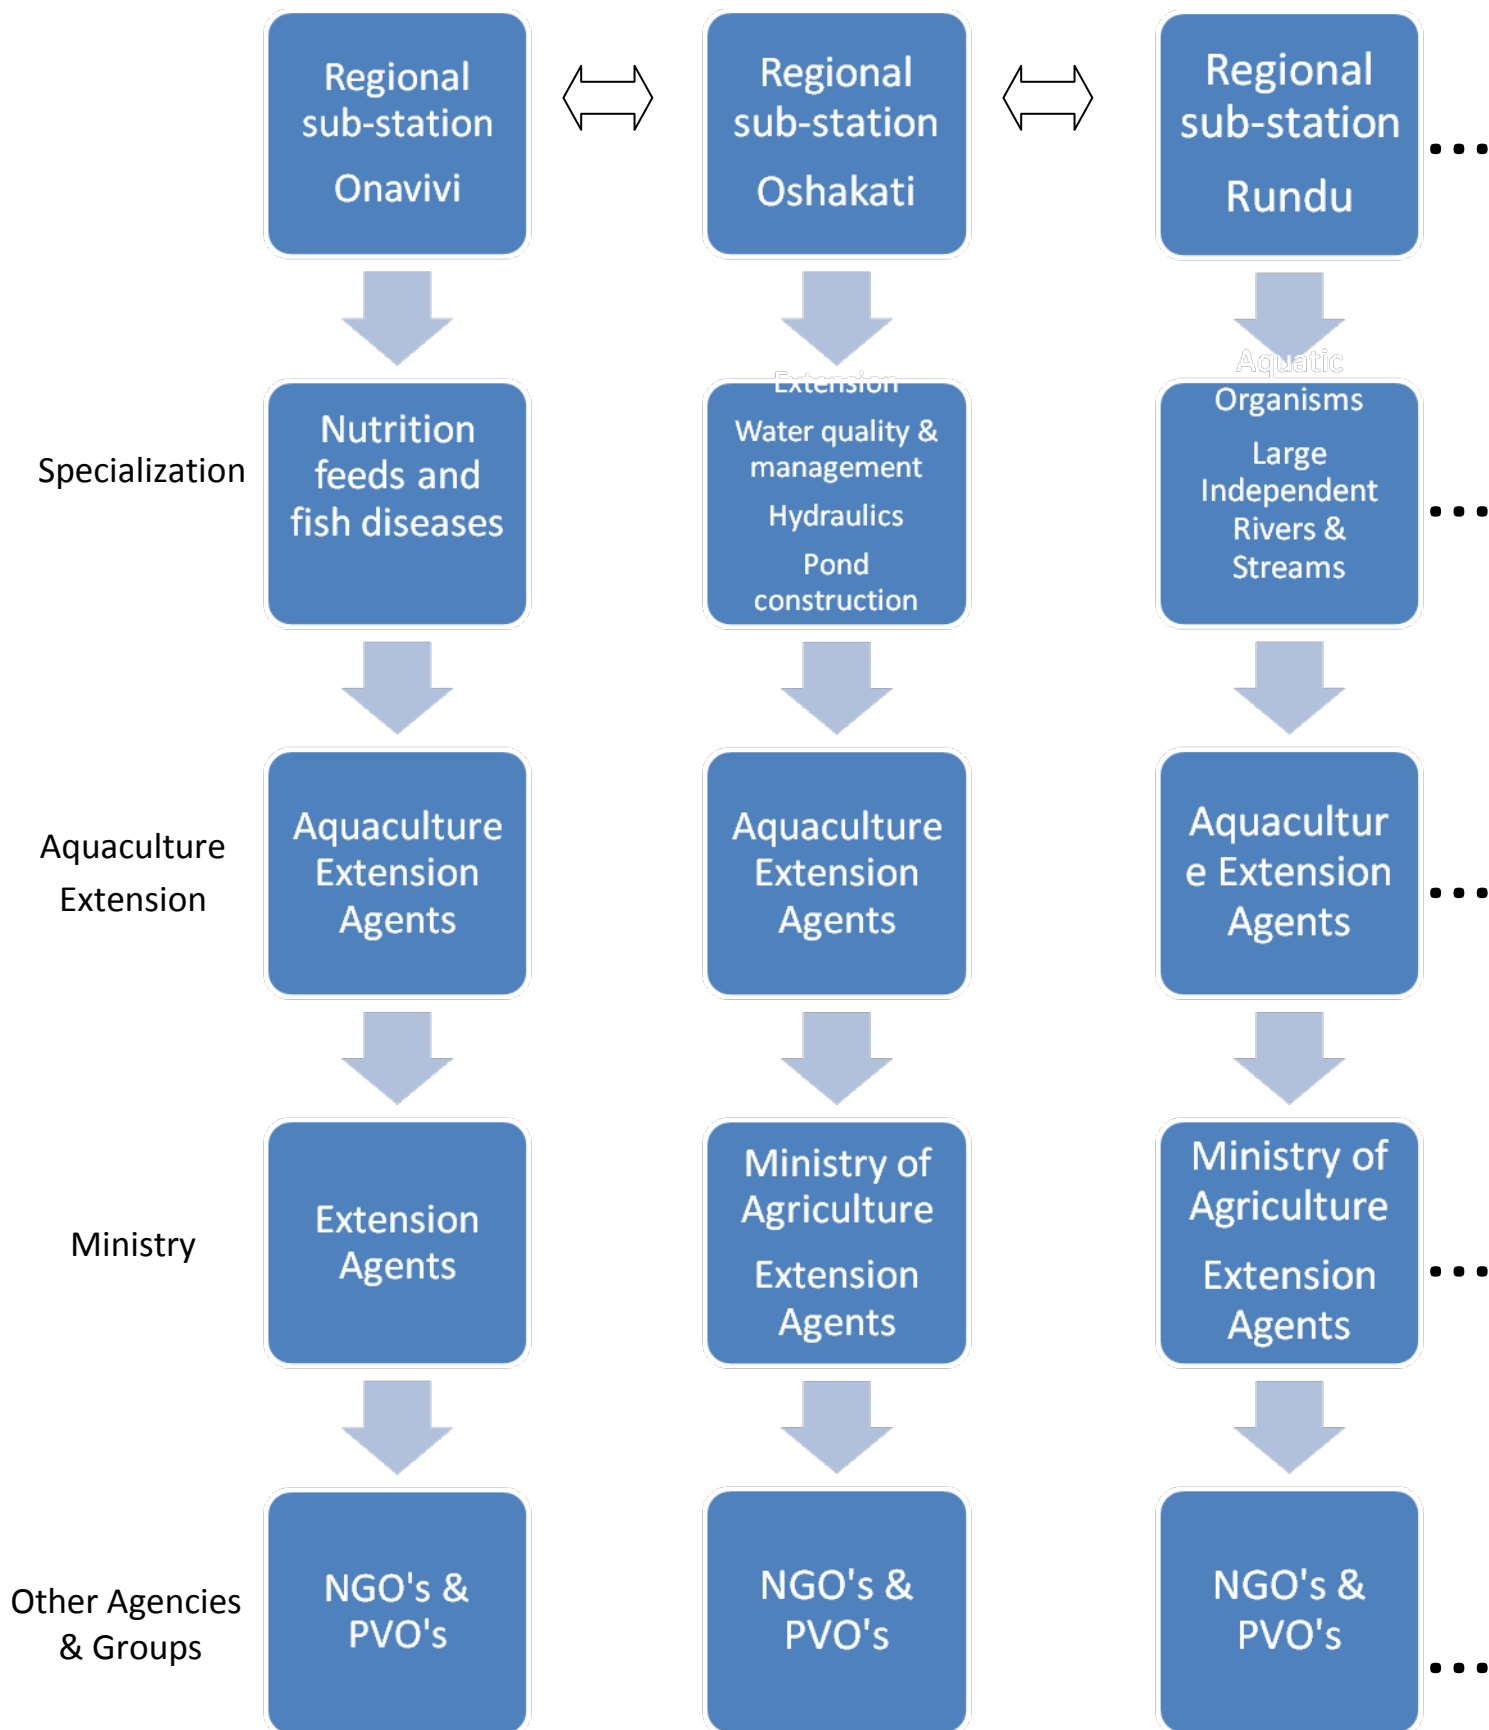 Regional
sub-station
Onavivi
Regional
sub-station
Oshakati
Regional
sub-station
Rundu
...
Specialization
Nutrition
feeds and
fish diseases
Extension
Water quality &
management
Hydraulics
Pond
construction
Aquatic
Organisms
Large
Independent
Rivers &
Streams
...
Aquaculture
Extension
Aquaculture
Extension
Agents
Aquaculture
Extension
Agents
Aquacultur
e Extension
Agents
...
Ministry
Extension
Agents
Ministry of
Agriculture
Extension
Agents
Ministry of
Agriculture
Extension
Agents
...
Other Agencies
& Groups
NGO's &
PVO's
NGO's &
PVO's
NGO's &
PVO's
...